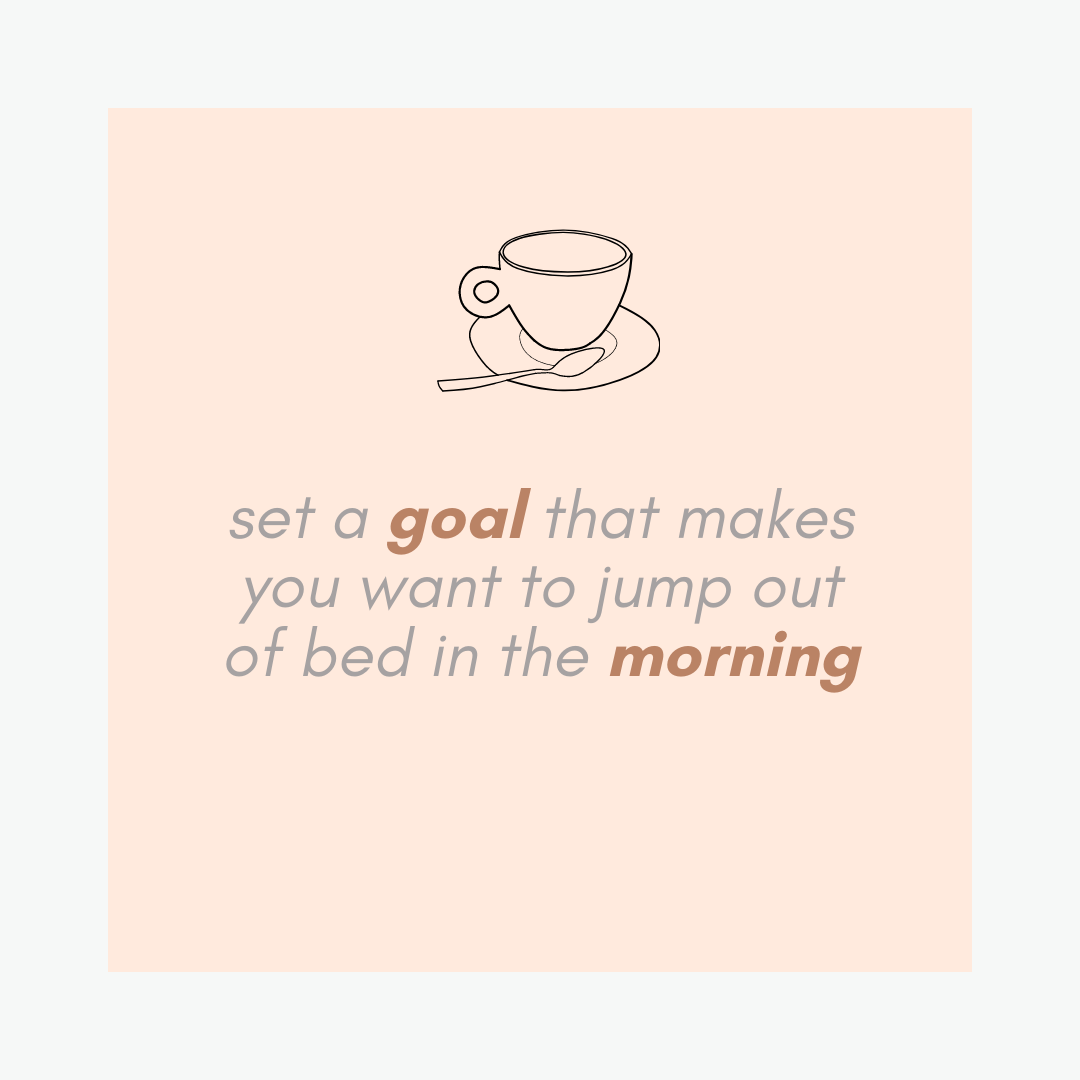 set a goal that makes
you want to jump out
of bed in the morning